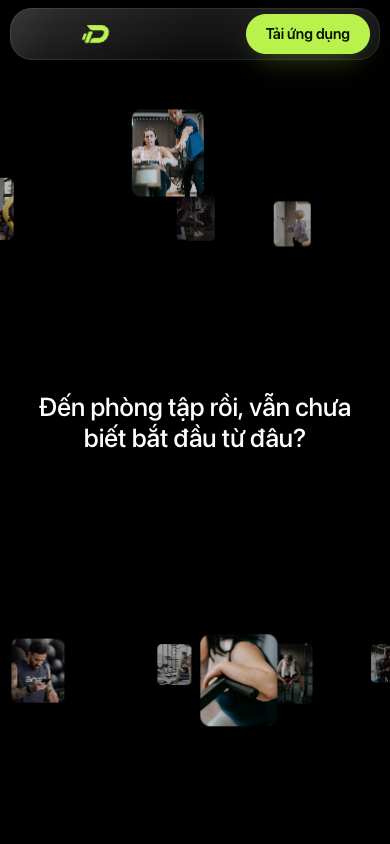 Tải ứng dụng
Đến phòng tập rồi, vẫn chưa
biết bắt đầu từ đâu?